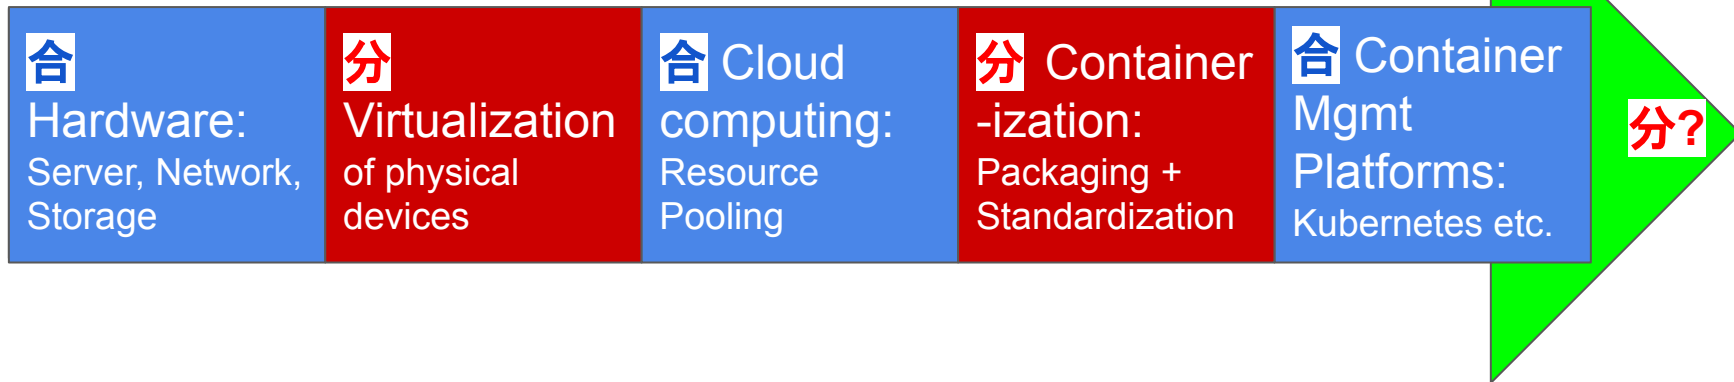 合
Hardware:
Server, Network,
Storage
分
Virtualization
of physical
devices
合 Cloud
computing:
Resource
Pooling
分 Container
-ization:
Packaging +
Standardization
合 Container
Mgmt
Platforms:
Kubernetes etc.
分?